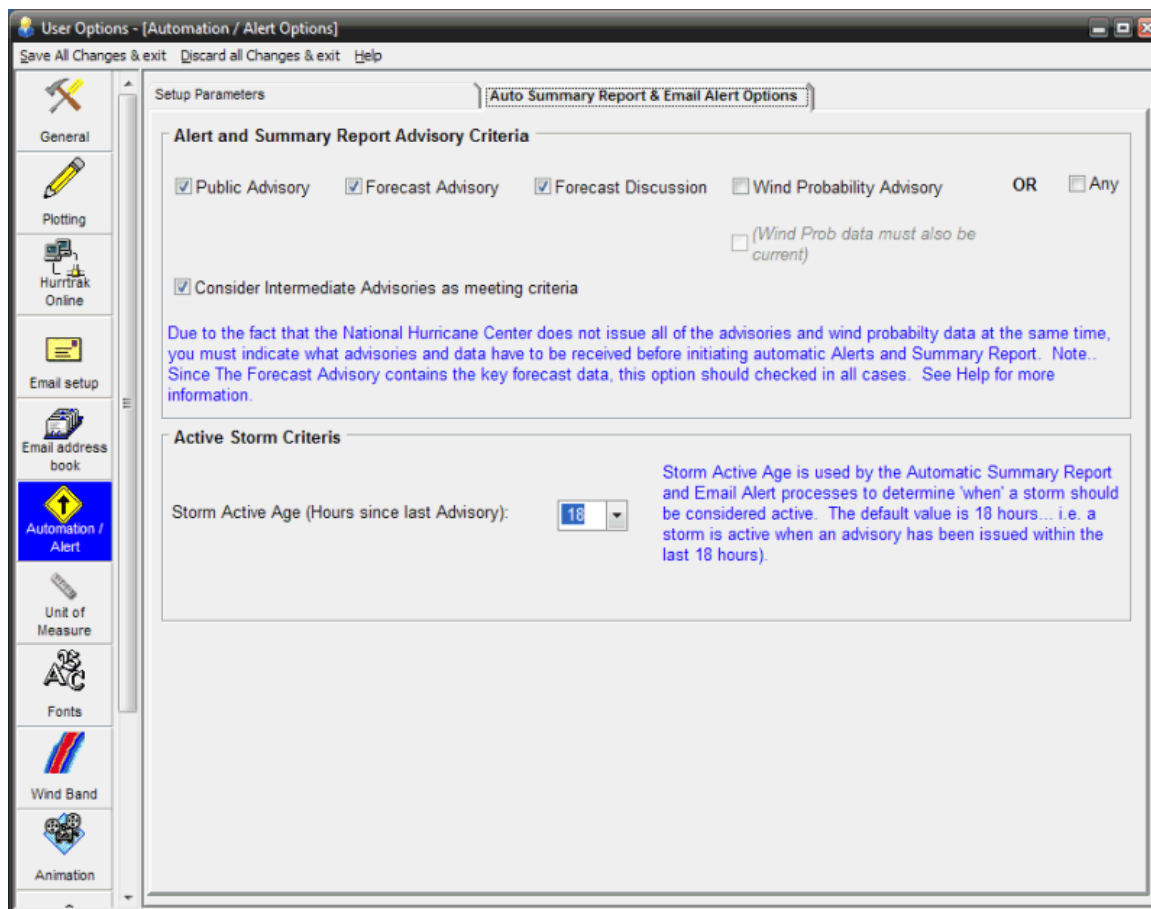 User Options - [Automation / Alert Options]
Save All Changes & exit Discard all Changes & exit Help
General
Plotting
Hurrtrak
Online
Email setup
Email address
book
Automation /
Alert
Unit of
Measure
Fonts
Wind Band
Animation
Setup Parameters
Auto Summary Report & Email Alert Options
Alert and Summary Report Advisory Criteria
Public Advisory Forecast Advisory Forecast Discussion Wind Probability Advisory OR Any
(Wind Prob data must also be
current)
Consider Intermediate Advisories as meeting criteria
Due to the fact that the National Hurricane Center does not issue all of the advisories and wind probabilty data at the same time,
you must indicate what advisories and data have to be received before initiating automatic Alerts and Summary Report. Note..
Since The Forecast Advisory contains the key forecast data, this option should checked in all cases. See Help for more
information.
Active Storm Criteris
Storm Active Age (Hours since last Advisory):
18
Storm Active Age is used by the Automatic Summary Report
and Email Alert processes to determine 'when' a storm should
be considered active. The default value is 18 hours... i.e. a
storm is active when an advisory has been issued within the
last 18 hours).